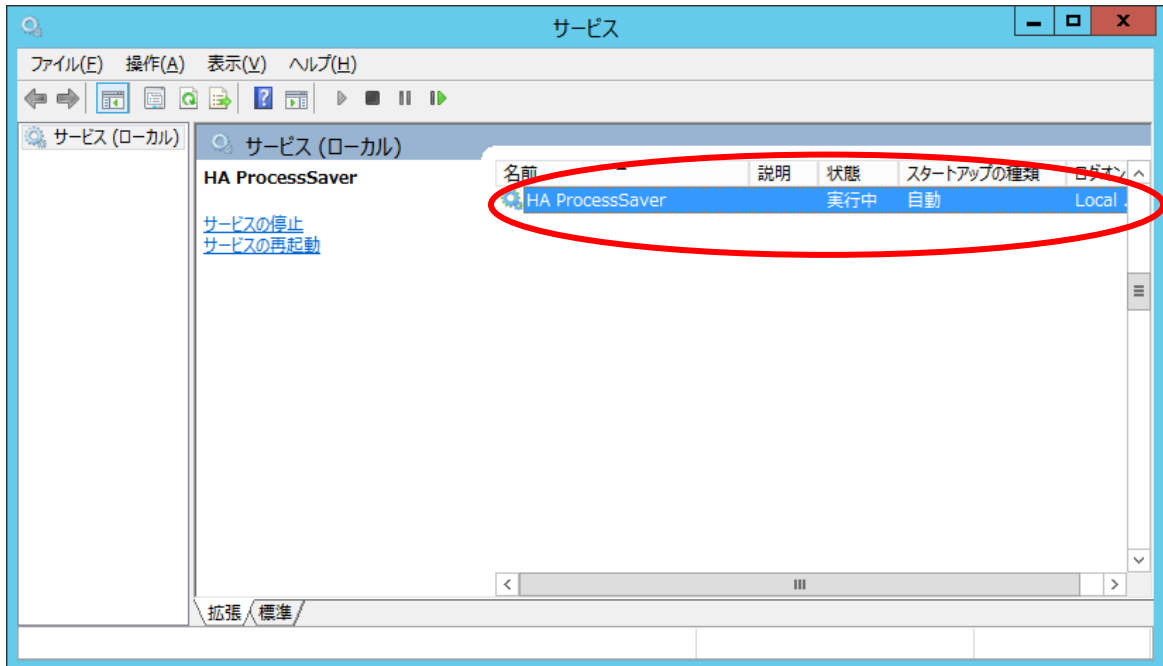 サービス
ファイル(F) 操作(A) 表示(V) ヘルプ(H)
サービス (ローカル)
サービス (ローカル)
HA ProcessSaver
サービスの停止
サービスの再起動
名前 説明 状態 スタートアップの種類 ログオン
HA ProcessSaver 実行中 自動 Local
拡張 標準